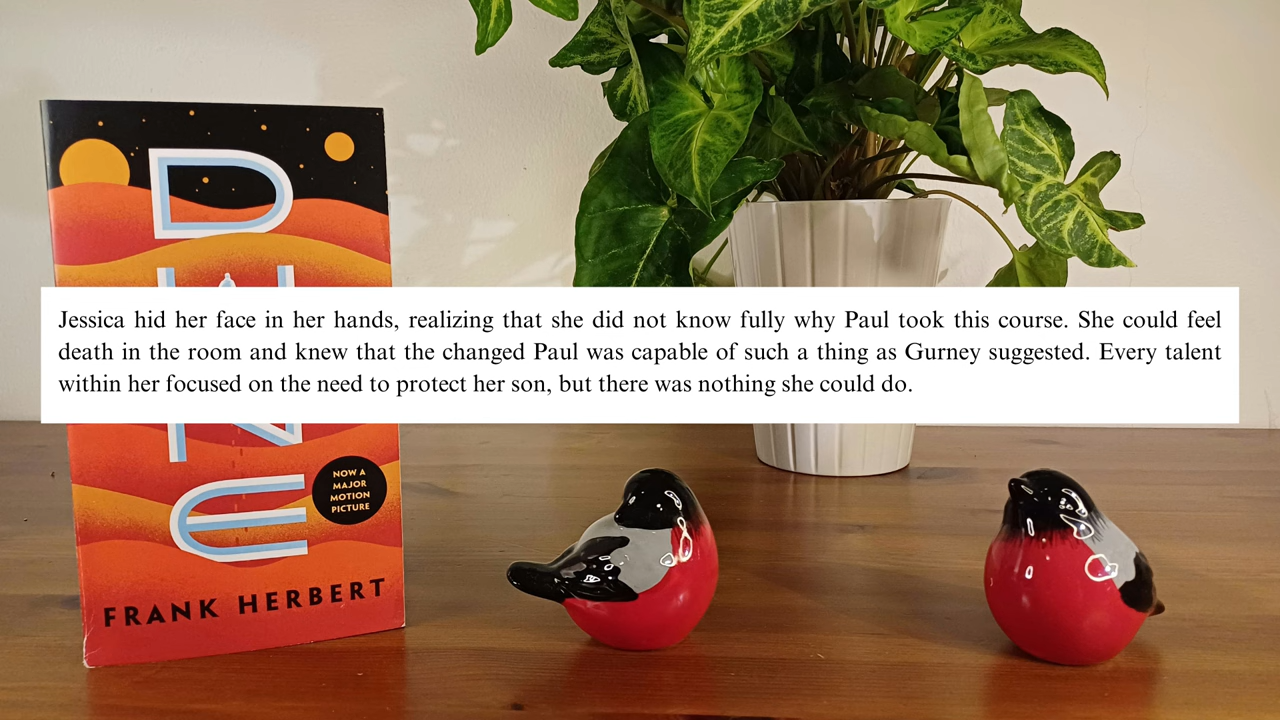 DUNE
Jessica hid her face in her hands, realizing that she did not know fully why Paul took this course. She could feel
death in the room and knew that the changed Paul was capable of such a thing as Gurney suggested. Every talent
within her focused on the need to protect her son, but there was nothing she could do.
NOW A
MAJOR
MOTION
PICTURE
FRANK HERBERT